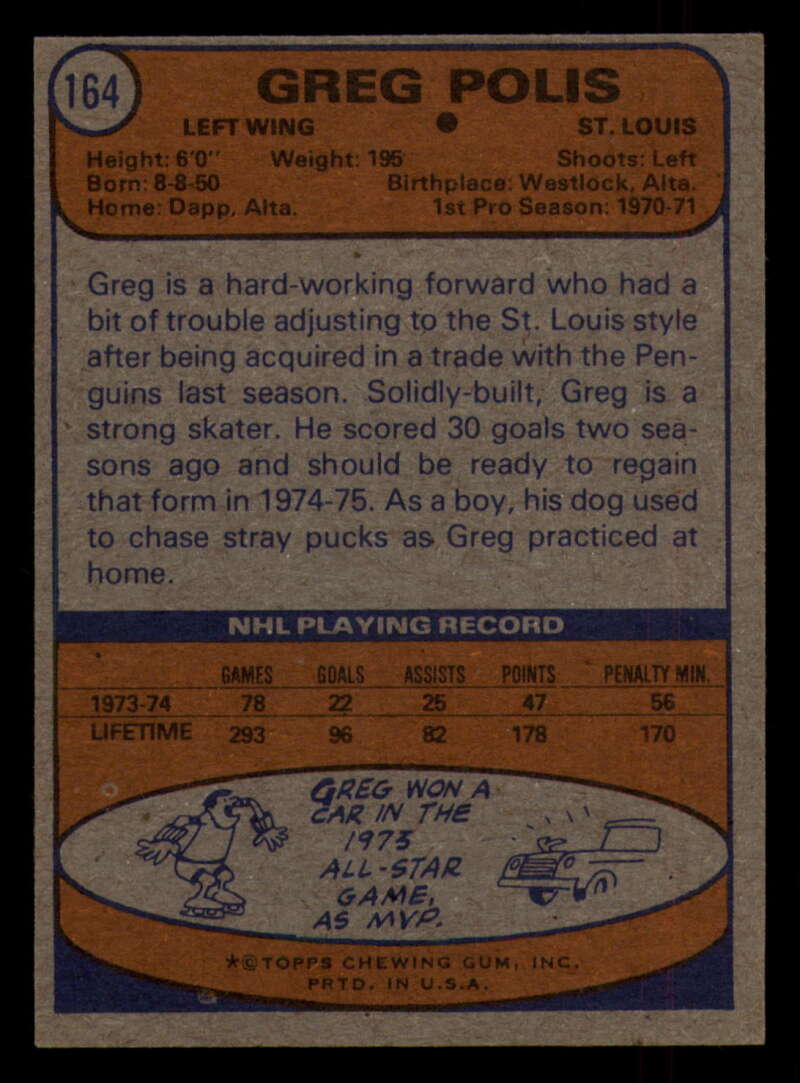 164
GREG POLIS
LEFT WING ST. LOUIS
Height: 6'0" Weight: 195 Shoots: Left
Born: 8-8-50 Birthplace: Westlock, Alta.
Home: Dapp, Alta. 1st Pro Season: 1970-71
Greg is a hard-working forward who had a
bit of trouble adjusting to the St. Louis style
after being acquired in a trade with the Pen-
guins last season. Solidly-built, Greg is a
strong skater. He scored 30 goals two sea-
sons ago and should be ready to regain
that form in 1974-75. As a boy, his dog used
to chase stray pucks as Greg practiced at
home.
NHL PLAYING RECORD
GAMES GOALS ASSISTS POINTS PENALTY MIN.
1973-74 78 22 25 47 56
LIFETIME 293 96 82 178 170
GREG WON A
CAR IN THE
1973
ALL-STAR
GAME,
AS MVP.
*©TOPPS CHEWING GUM, INC.
PRTD. IN U.S.A.